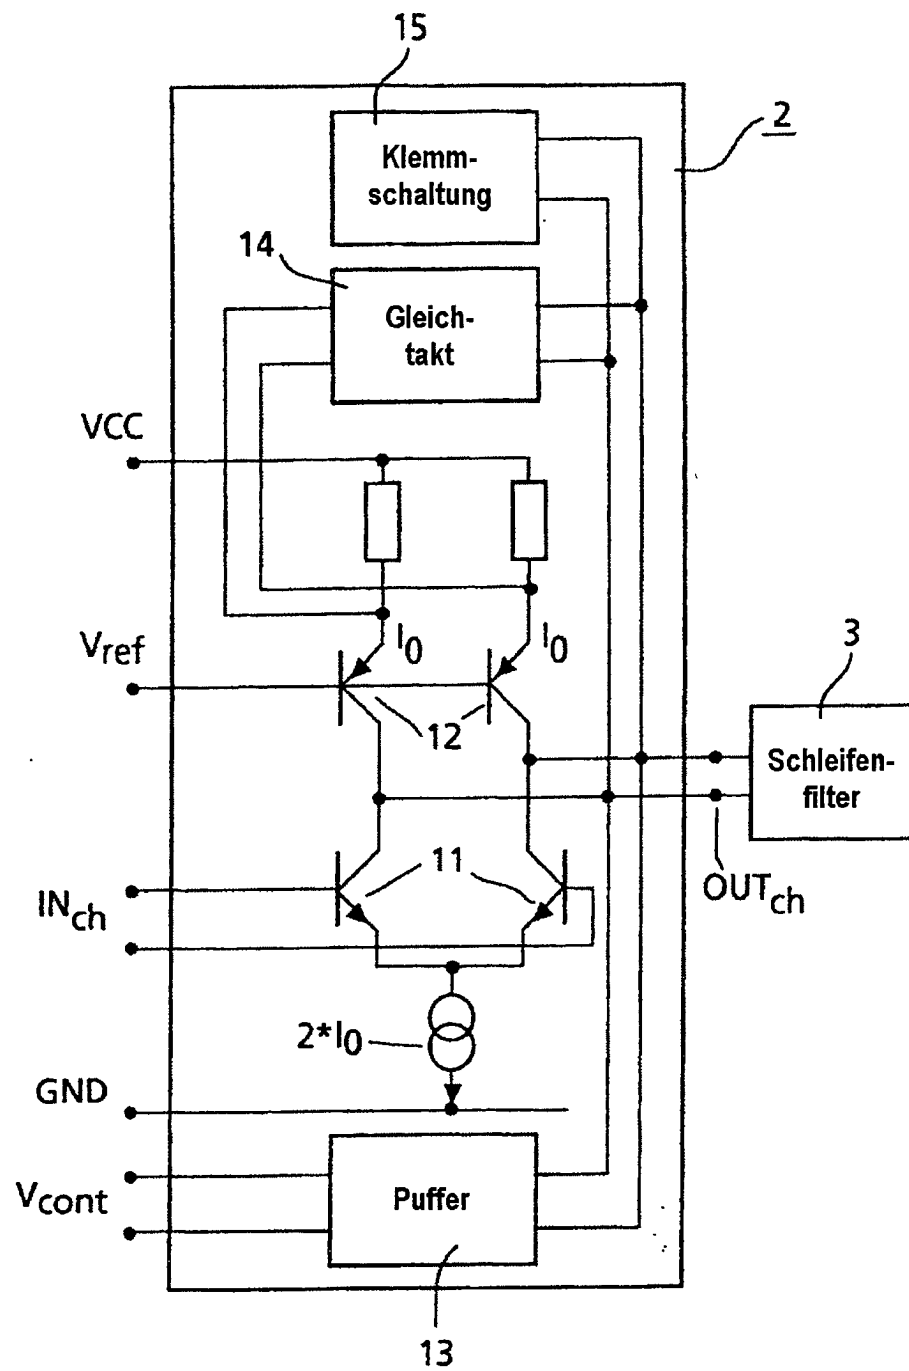 15
2
Klemm-
schaltung
14
Gleich-
takt
VCC
I0
I0
Vref
12
3
Schleifen-
filter
11
INch
OUTch
2*I0
GND
Vcont
Puffer
13